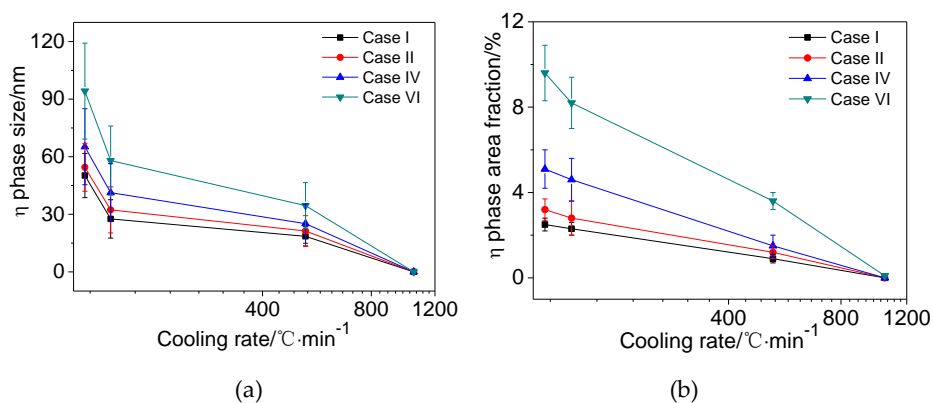 (a)
Case I
Case II
Case IV
Case VI
120
90
60
30
0
η phase size/nm
400
800
1200
Cooling rate/℃·min⁻¹
(a)
(b)
Case I
Case II
Case IV
Case VI
12
8
4
0
η phase area fraction/%
400
800
1200
Cooling rate/℃·min⁻¹
(b)